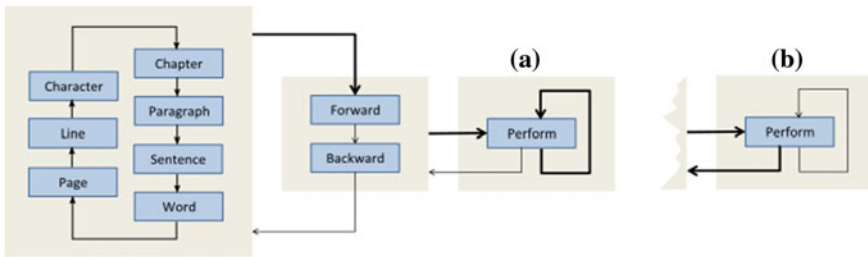 (a)
(b)
Chapter
Character
Paragraph
Forward
Line
Perform
Perform
Sentence
Backward
Page
Word